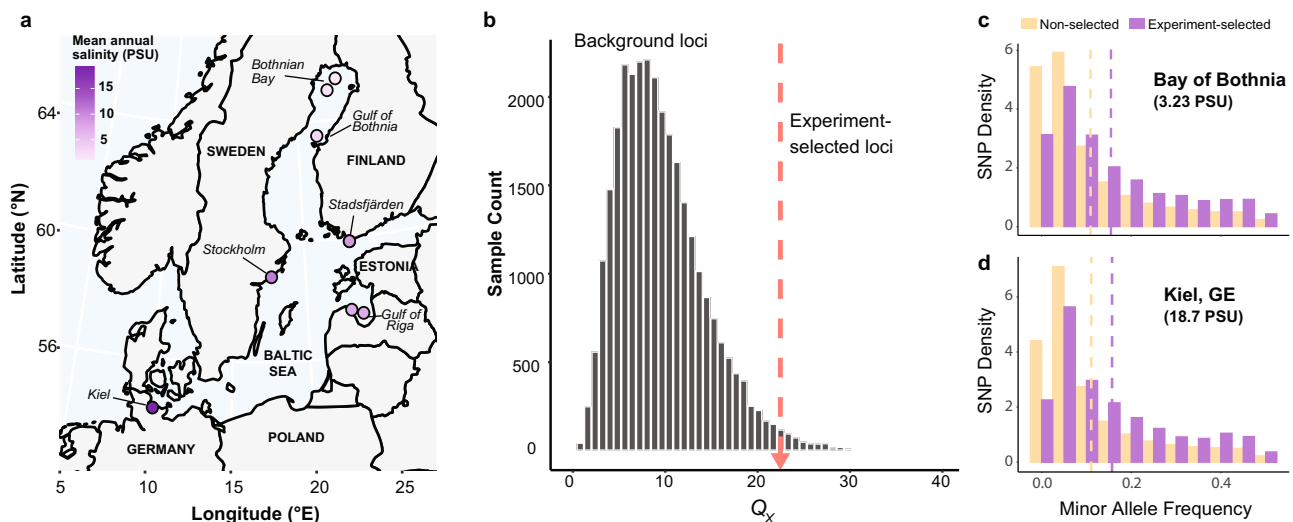 a
Mean annual
salinity (PSU)
15
10
5
Bothnian
Bay
Gulf of
Bothnia
SWEDEN
FINLAND
Stadsfjärden
Stockholm
ESTONIA
Gulf of
Riga
BALTIC
SEA
Kiel
GERMANY
POLAND
64
60
56
Latitude (°N)
5
10
15
20
25
Longitude (°E)
b
Background loci
Experiment-
selected loci
Sample Count
2000
1500
1000
500
0
0
10
20
30
40
Qx
c
Non-selected
Experiment-selected
Bay of Bothnia
(3.23 PSU)
SNP Density
6
4
2
0
d
Kiel, GE
(18.7 PSU)
SNP Density
6
4
2
0
0.0
0.2
0.4
Minor Allele Frequency